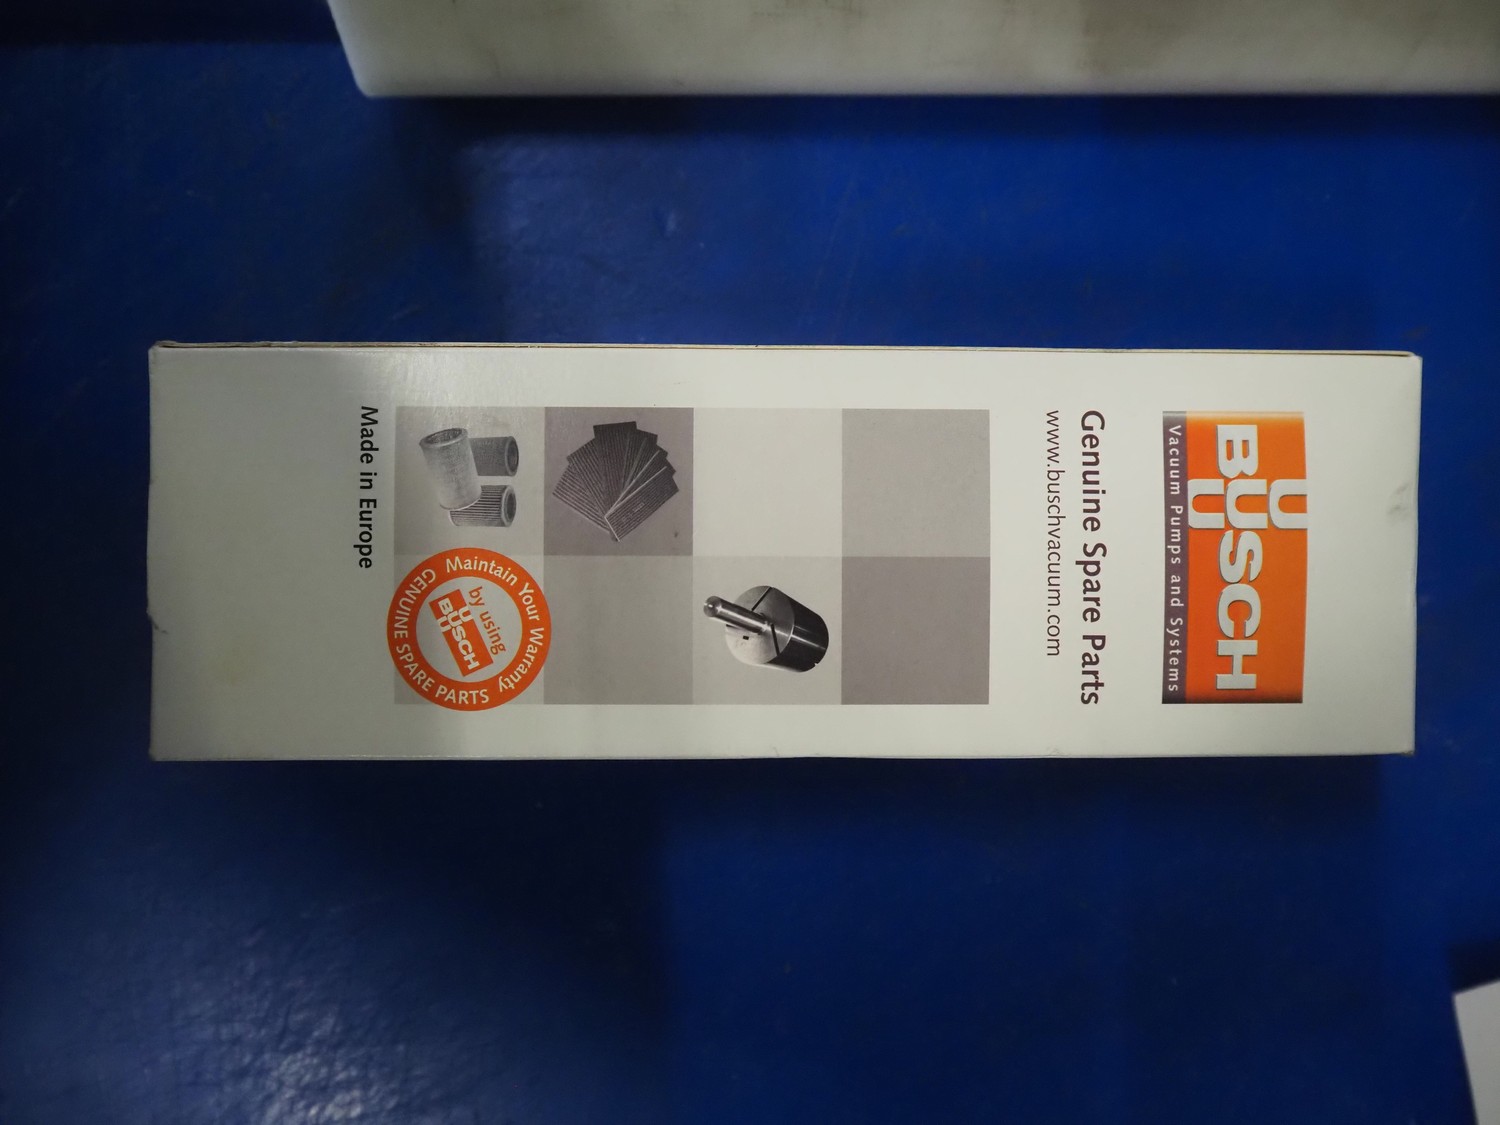 BUSCH
Vacuum Pumps and Systems
Genuine Spare Parts
www.buschvacuum.com
Maintain Your Warranty
by using
BUSCH
GENUINE SPARE PARTS
Made in Europe